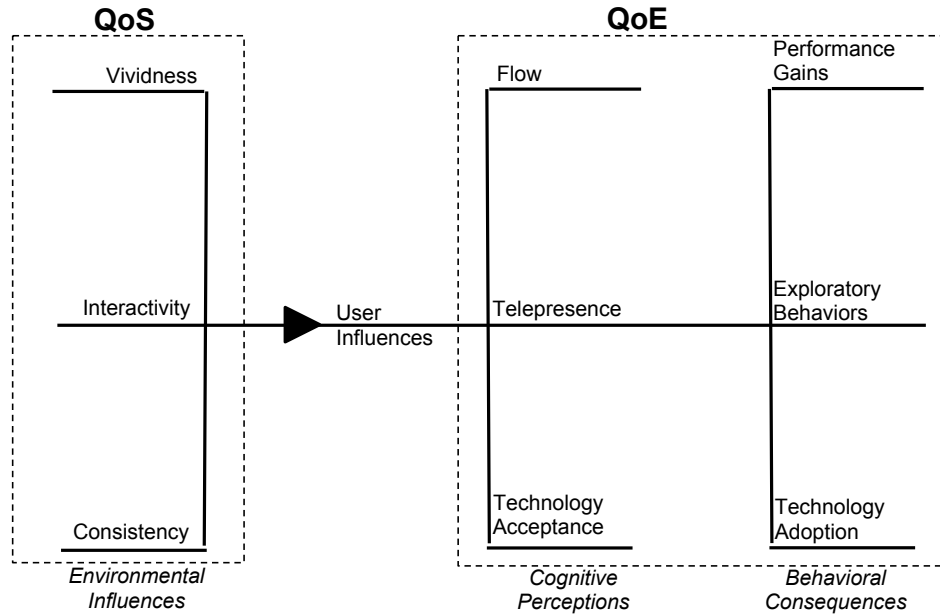 QoS
QoE
Vividness
Flow
Performance
Gains
Interactivity
User
Influences
Telepresence
Exploratory
Behaviors
Consistency
Technology
Acceptance
Technology
Adoption
Environmental
Influences
Cognitive
Perceptions
Behavioral
Consequences